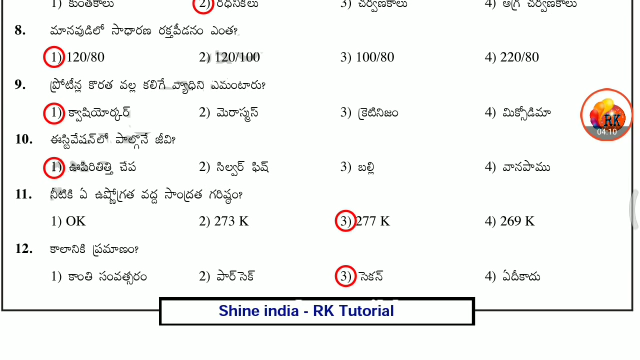 1) కుంతకాలు 2) రదనికలు 3) చర్వణకాలు 4) అగ్ర చర్వణకాలు
8. మానవుడిలో సాధారణ రక్తపీడనం ఎంత?
1) 120/80 2) 120/100 3) 100/80 4) 220/80
9. ప్రోటీన్ల కొరత వల్ల కలిగే వ్యాధిని ఎమంటారు?
1) క్వాషియోర్కర్ 2) మెరాస్మస్ 3) క్రెటినిజం 4) మిక్సోడిమా
10. ఈస్టివేషన్‌లో పాల్గొనే జీవి?
1) ఊపిరితిత్తి చేప 2) సిల్వర్ ఫిష్ 3) బల్లి 4) వానపాము
RK
04:10
11. నీటికి ఏ ఉష్ణోగ్రత వద్ద సాంద్రత గరిష్ఠం?
1) OK 2) 273 K 3) 277 K 4) 269 K
12. కాలానికి ప్రమాణం?
1) కాంతి సంవత్సరం 2) పార్‌సెక్ 3) సెకన్ 4) ఏదీకాదు
Shine india - RK Tutorial